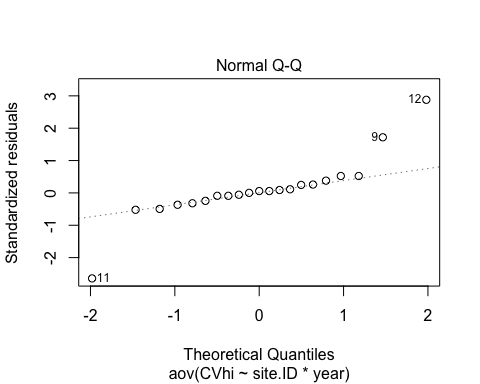 Normal Q-Q
Standardized residuals
3
2
1
0
-1
-2
12
9
11
-2 -1 0 1 2
Theoretical Quantiles
aov(CVhi ~ site.ID * year)